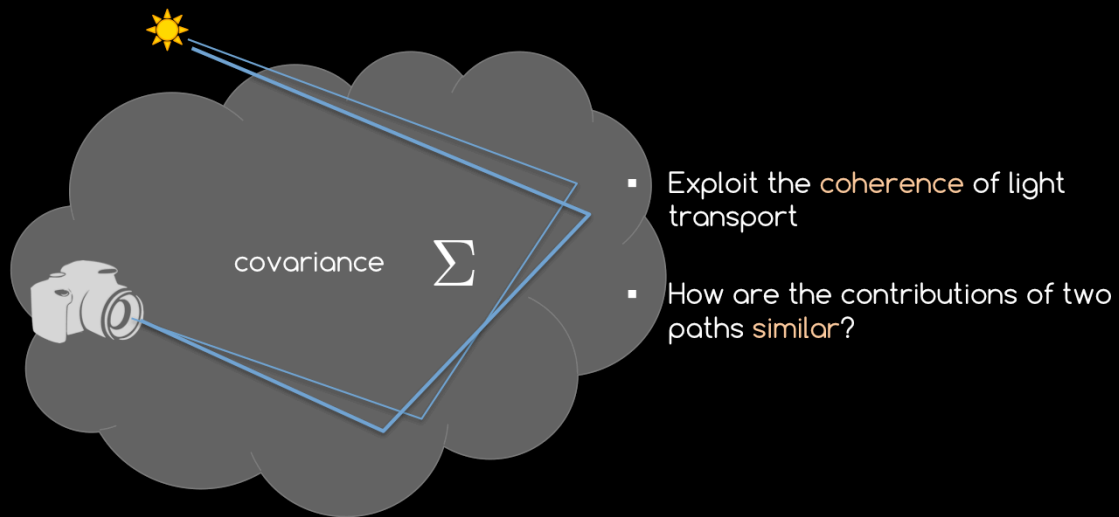 covariance Σ
▪ Exploit the coherence of light
transport
▪ How are the contributions of two
paths similar?